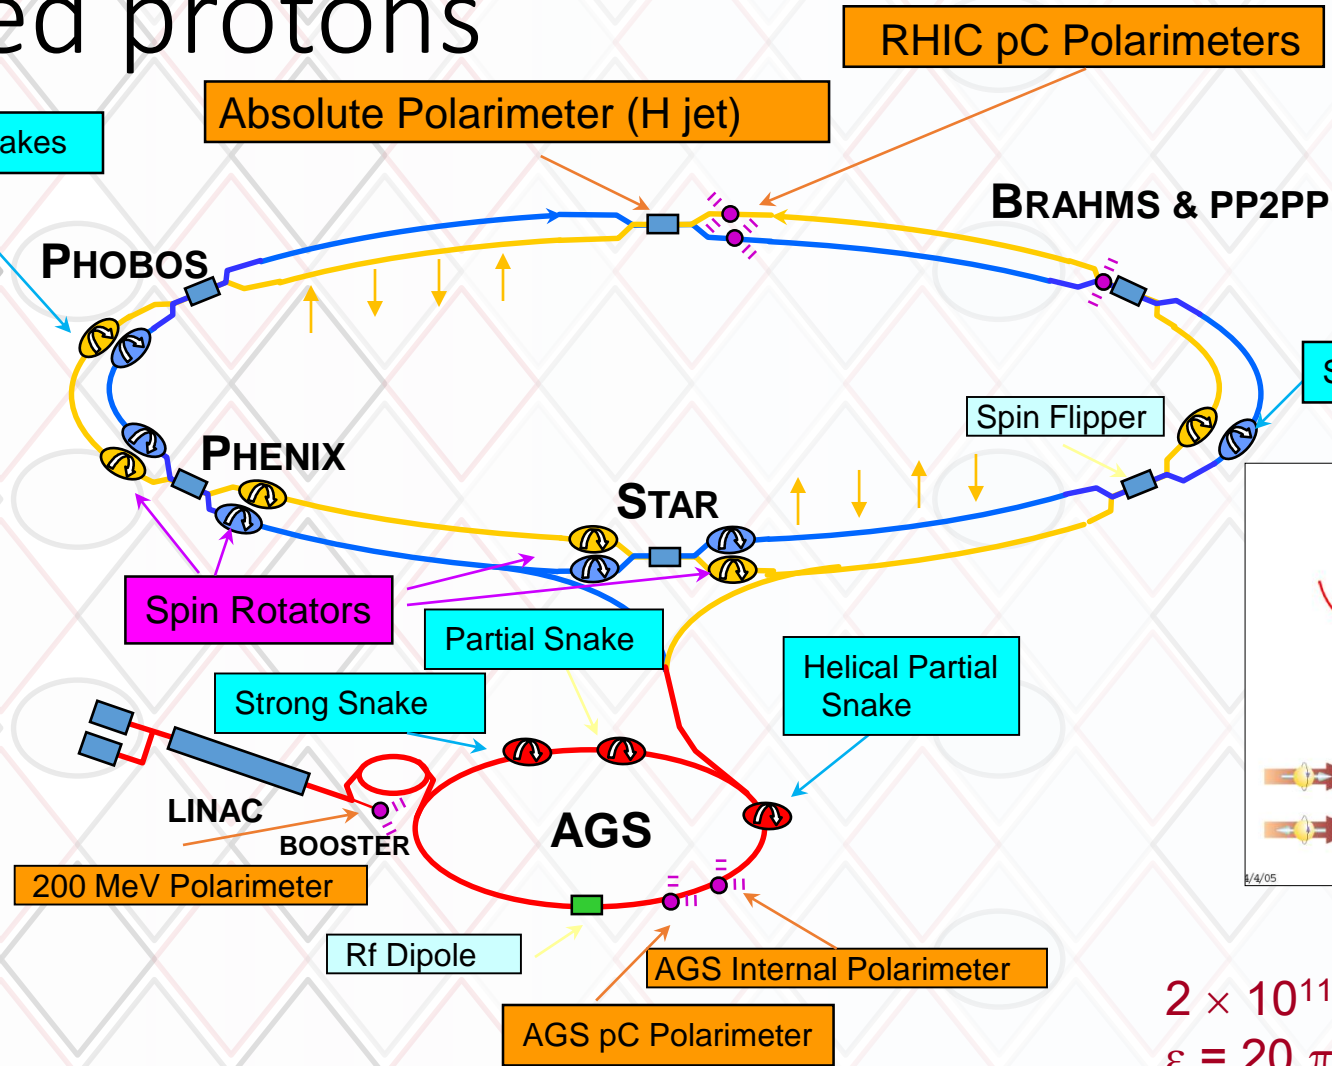 ed protons
RHIC pC Polarimeters
Absolute Polarimeter (H jet)
akes
BRAHMS & PP2PP
PHOBOS
S
Spin Flipper
PHENIX
STAR
Spin Rotators
Partial Snake
Helical Partial
Snake
Strong Snake
LINAC
BOOSTER
AGS
200 MeV Polarimeter
4/4/05
Rf Dipole
AGS Internal Polarimeter
AGS pC Polarimeter
2 × 10¹¹
ε = 20 π